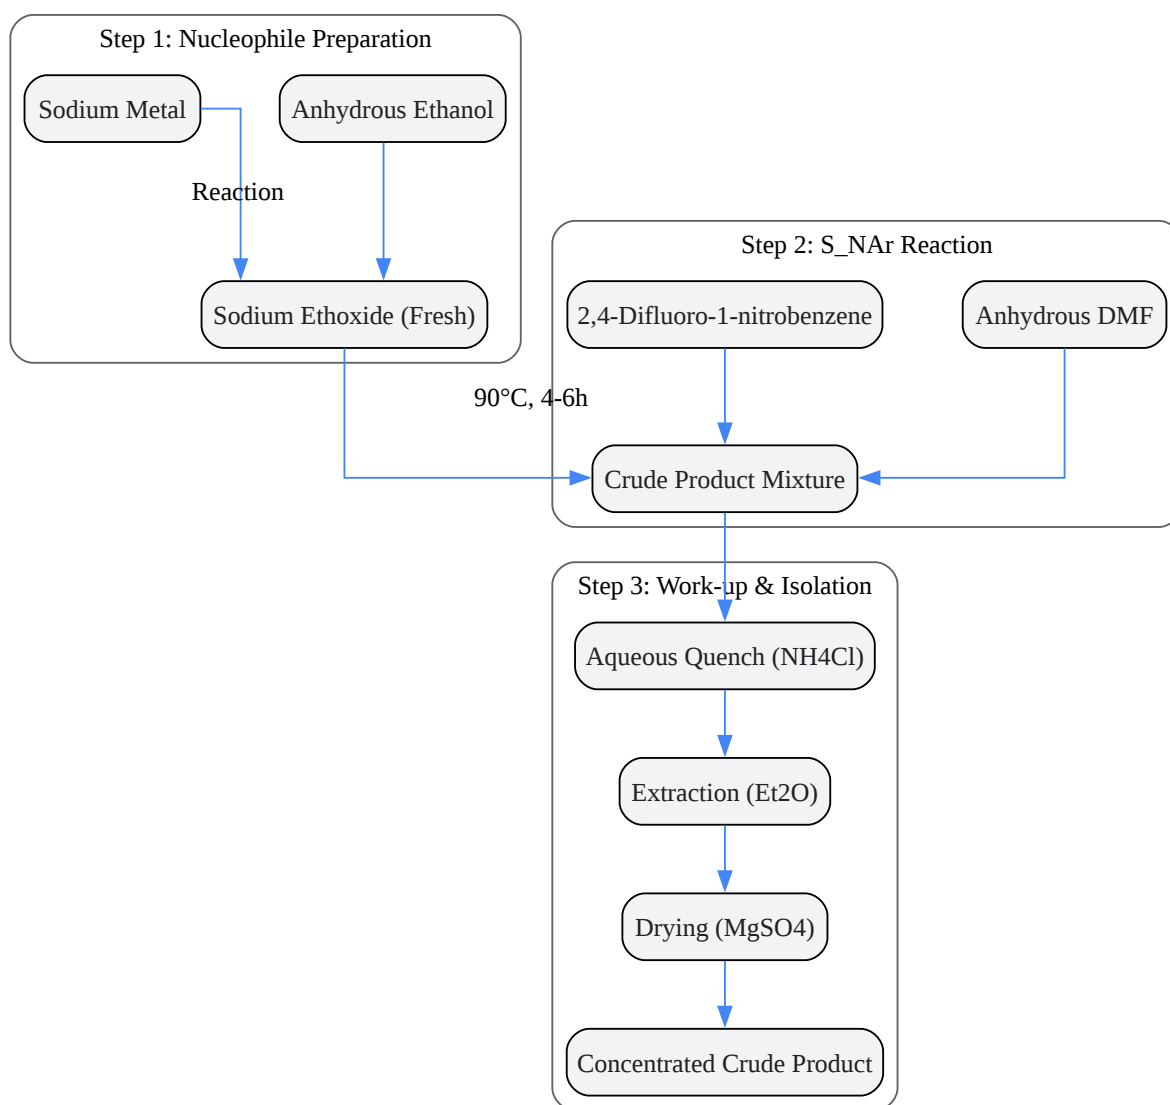 Step 1: Nucleophile Preparation
Sodium Metal
Anhydrous Ethanol
Reaction
Sodium Ethoxide (Fresh)
Step 2: S_NAr Reaction
2,4-Difluoro-1-nitrobenzene
Anhydrous DMF
90°C, 4-6h
Crude Product Mixture
Step 3: Work-up & Isolation
Aqueous Quench (NH4Cl)
Extraction (Et2O)
Drying (MgSO4)
Concentrated Crude Product